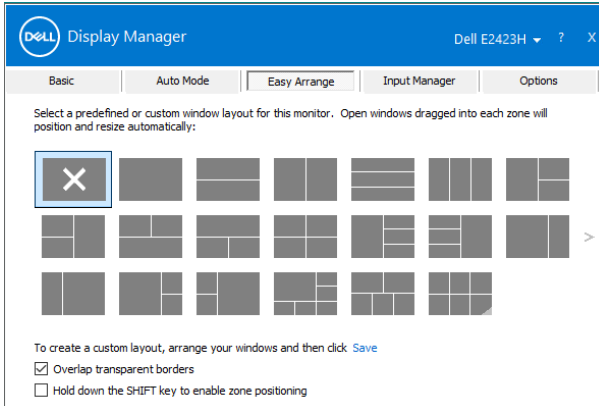 DELL Display Manager Dell E2423H ? X
Basic Auto Mode Easy Arrange Input Manager Options
Select a predefined or custom window layout for this monitor. Open windows dragged into each zone will
position and resize automatically:
>
To create a custom layout, arrange your windows and then click Save
Overlap transparent borders
Hold down the SHIFT key to enable zone positioning